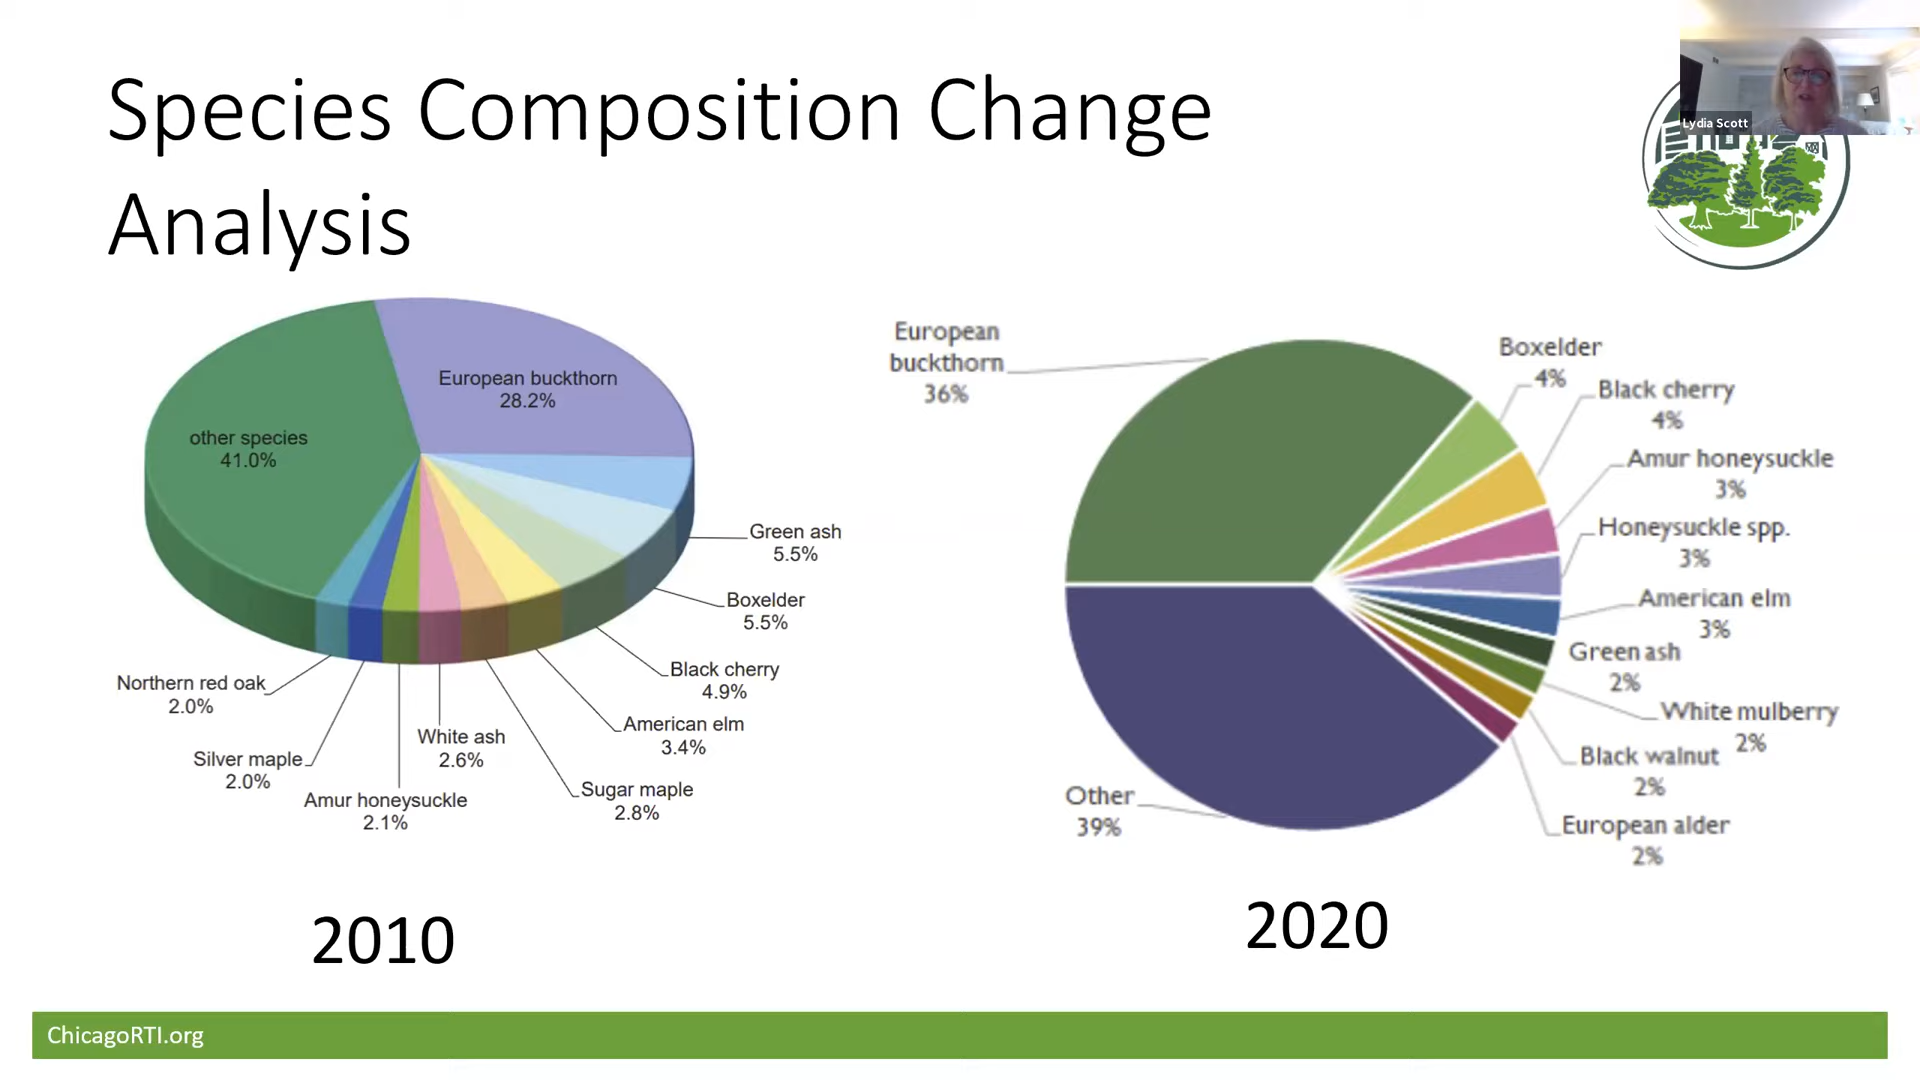 Species Composition Change
Analysis
Lydia Scott
European buckthorn
28.2%
other species
41.0%
Green ash
5.5%
Boxelder
5.5%
Black cherry
4.9%
American elm
3.4%
Sugar maple
2.8%
White ash
2.6%
Amur honeysuckle
2.1%
Silver maple
2.0%
Northern red oak
2.0%
2010
European
buckthorn
36%
Boxelder
4%
Black cherry
4%
Amur honeysuckle
3%
Honeysuckle spp.
3%
American elm
3%
Green ash
2%
White mulberry
2%
Black walnut
2%
European alder
2%
Other
39%
2020
ChicagoRTI.org